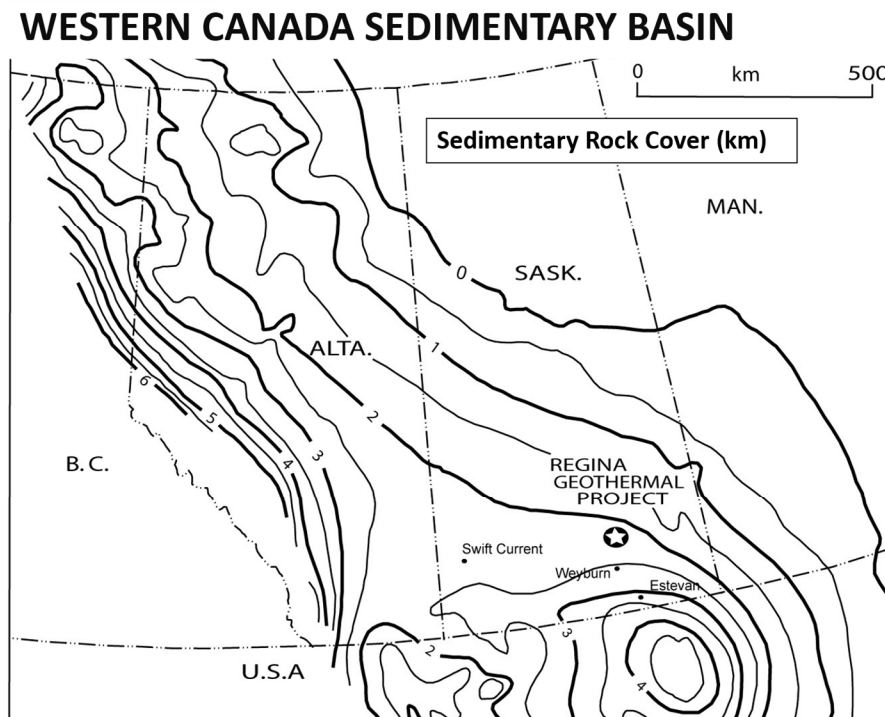 WESTERN CANADA SEDIMENTARY BASIN
0 km 500
Sedimentary Rock Cover (km)
MAN.
0
SASK.
1
ALTA.
2
6
5
3
4
B.C.
REGINA
GEOTHERMAL
PROJECT
Swift Current
Weyburn
Estevan
3
2
U.S.A
4